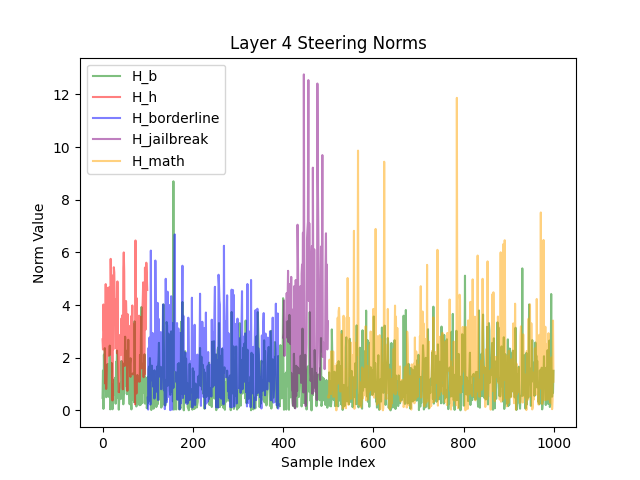 Layer 4 Steering Norms
H_b
H_h
H_borderline
H_jailbreak
H_math
Norm Value
12
10
8
6
4
2
0
0 200 400 600 800 1000
Sample Index